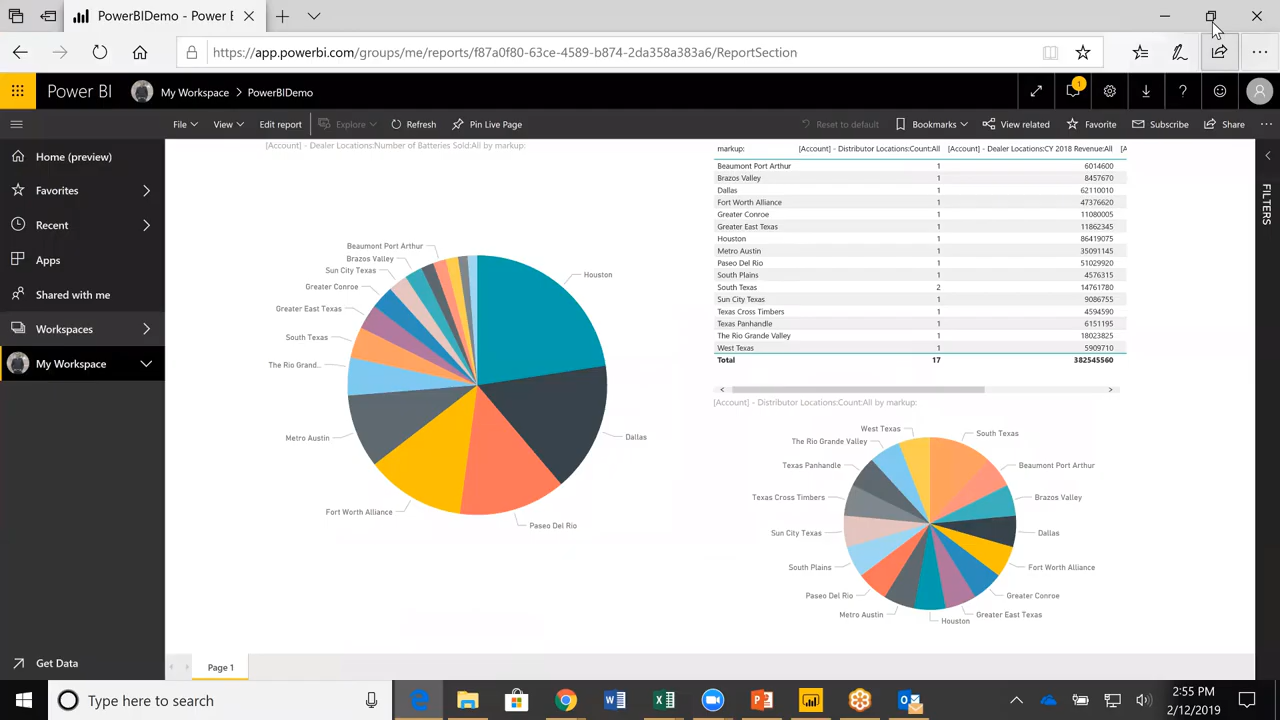 PowerBIDemo - Power BI
https://app.powerbi.com/groups/me/reports/f87a0f80-63ce-4589-b874-2da358a383a6/ReportSection
Power BI My Workspace > PowerBIDemo 1
File View Edit report Explore Refresh Pin Live Page Reset to default Bookmarks View related Favorite Subscribe Share
Home (preview)
Favorites
Recent
Apps
Shared with me
Workspaces
My Workspace
Get Data
[Account] - Dealer Locations:Number of Batteries Sold:All by markup:
Beaumont Port Arthur
Brazos Valley
Sun City Texas
Greater Conroe
Greater East Texas
South Texas
The Rio Grand...
Metro Austin
Fort Worth Alliance
Paseo Del Rio
Dallas
Houston
markup: [Account] - Distributor Locations:Count:All [Account] - Dealer Locations:CY 2018 Revenue:All [A
Beaumont Port Arthur 1 6014600
Brazos Valley 1 8457670
Dallas 1 62110010
Fort Worth Alliance 1 47376620
Greater Conroe 1 11080005
Greater East Texas 1 11862345
Houston 1 86419075
Metro Austin 1 35091145
Paseo Del Rio 1 51029920
South Plains 1 4576315
South Texas 2 14761780
Sun City Texas 1 9086755
Texas Cross Timbers 1 4594590
Texas Panhandle 1 6151195
The Rio Grande Valley 1 18023825
West Texas 1 5909710
Total 17 382545560
[Account] - Distributor Locations:Count:All by markup:
West Texas
South Texas
The Rio Grande Valley
Texas Panhandle
Beaumont Port Arthur
Texas Cross Timbers
Brazos Valley
Sun City Texas
Dallas
South Plains
Fort Worth Alliance
Paseo Del Rio
Greater Conroe
Metro Austin
Greater East Texas
Houston
FILTERS
Page 1
Type here to search
2:55 PM
2/12/2019